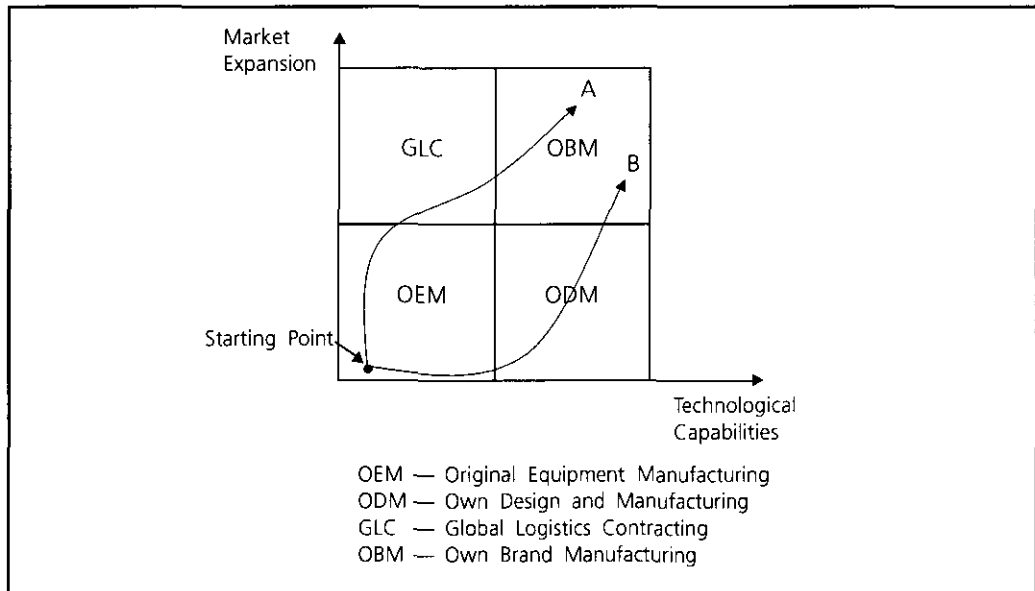 Market
Expansion
A
GLC
OBM
B
OEM
ODM
Starting Point
Technological
Capabilities
OEM — Original Equipment Manufacturing
ODM — Own Design and Manufacturing
GLC — Global Logistics Contracting
OBM — Own Brand Manufacturing